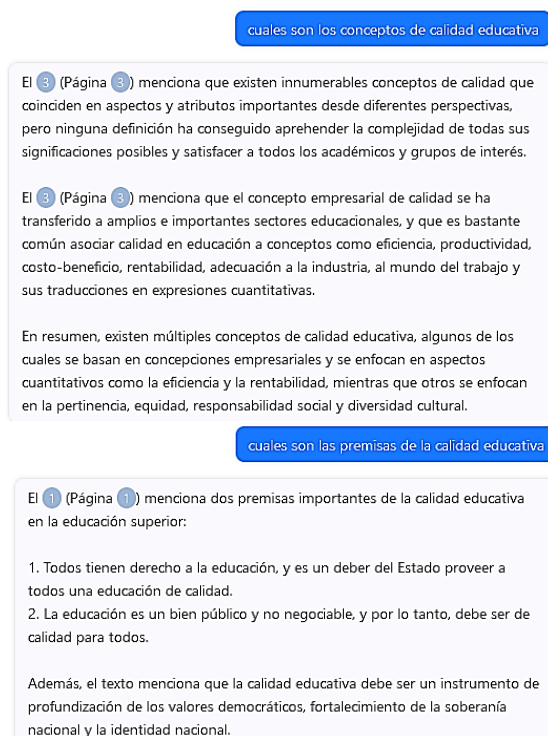 cuales son los conceptos de calidad educativa
El 3 (Página 3) menciona que existen innumerables conceptos de calidad que
coinciden en aspectos y atributos importantes desde diferentes perspectivas,
pero ninguna definición ha conseguido aprehender la complejidad de todas sus
significaciones posibles y satisfacer a todos los académicos y grupos de interés.
El 3 (Página 3) menciona que el concepto empresarial de calidad se ha
transferido a amplios e importantes sectores educacionales, y que es bastante
común asociar calidad en educación a conceptos como eficiencia, productividad,
costo-beneficio, rentabilidad, adecuación a la industria, al mundo del trabajo y
sus traducciones en expresiones cuantitativas.
En resumen, existen múltiples conceptos de calidad educativa, algunos de los
cuales se basan en concepciones empresariales y se enfocan en aspectos
cuantitativos como la eficiencia y la rentabilidad, mientras que otros se enfocan
en la pertinencia, equidad, responsabilidad social y diversidad cultural.
cuales son las premisas de la calidad educativa
El 1 (Página 1) menciona dos premisas importantes de la calidad educativa
en la educación superior:
1. Todos tienen derecho a la educación, y es un deber del Estado proveer a
todos una educación de calidad.
2. La educación es un bien público y no negociable, y por lo tanto, debe ser de
calidad para todos.
Además, el texto menciona que la calidad educativa debe ser un instrumento de
profundización de los valores democráticos, fortalecimiento de la soberanía
nacional y la identidad nacional.